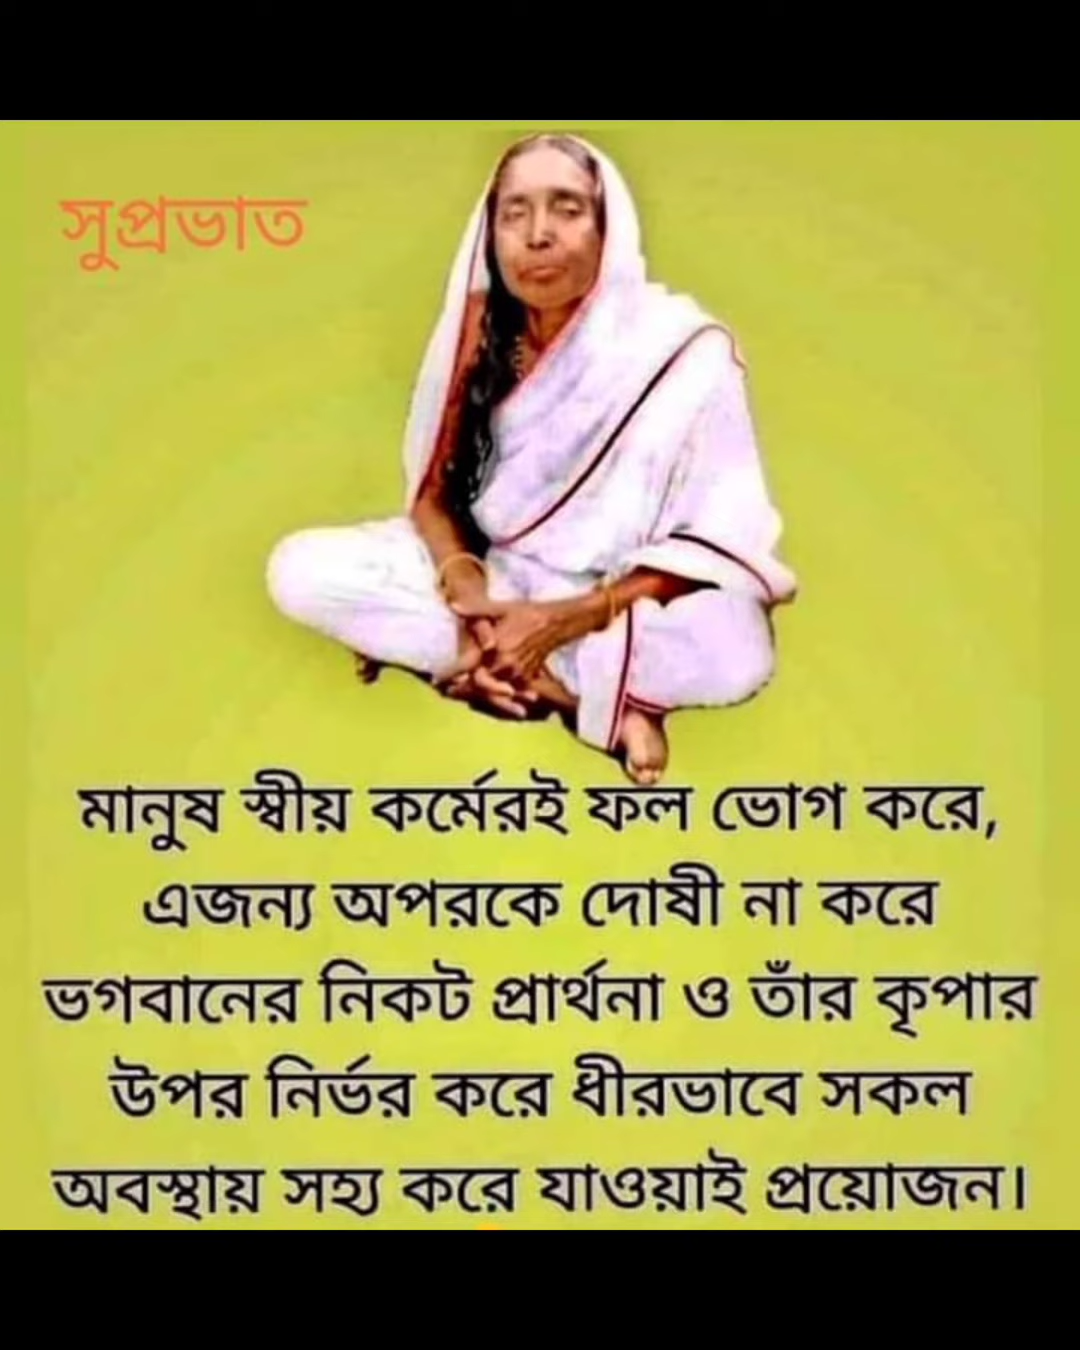 সুপ্রভাত
মানুষ স্বীয় কর্মেরই ফল ভোগ করে,
এজন্য অপরকে দোষী না করে
ভগবানের নিকট প্রার্থনা ও তাঁর কৃপার
উপর নির্ভর করে ধীরভাবে সকল
অবস্থায় সহ্য করে যাওয়াই প্রয়োজন।